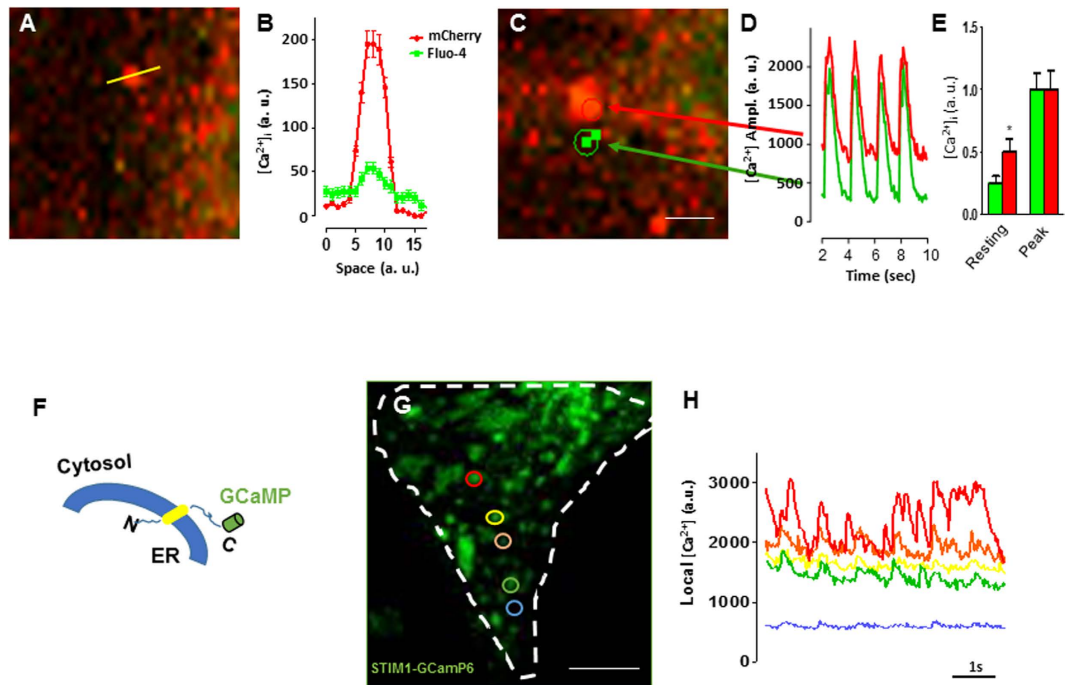 A
B
[Ca²⁺]ᵢ (a. u.)
200
150
100
50
0
mCherry
Fluo-4
0 5 10 15
Space (a. u.)
C
D
[Ca²⁺] Ampl. (a. u.)
2000
1500
1000
500
0
2 4 6 8 10
Time (sec)
E
[Ca²⁺]ᵢ (a. u.)
1.5
1.0
0.5
0.0
*
Resting
Peak
F
Cytosol
GCaMP
N
C
ER
G
STIM1-GCamP6
H
Local [Ca²⁺] (a.u.)
3000
2000
1000
0
1s